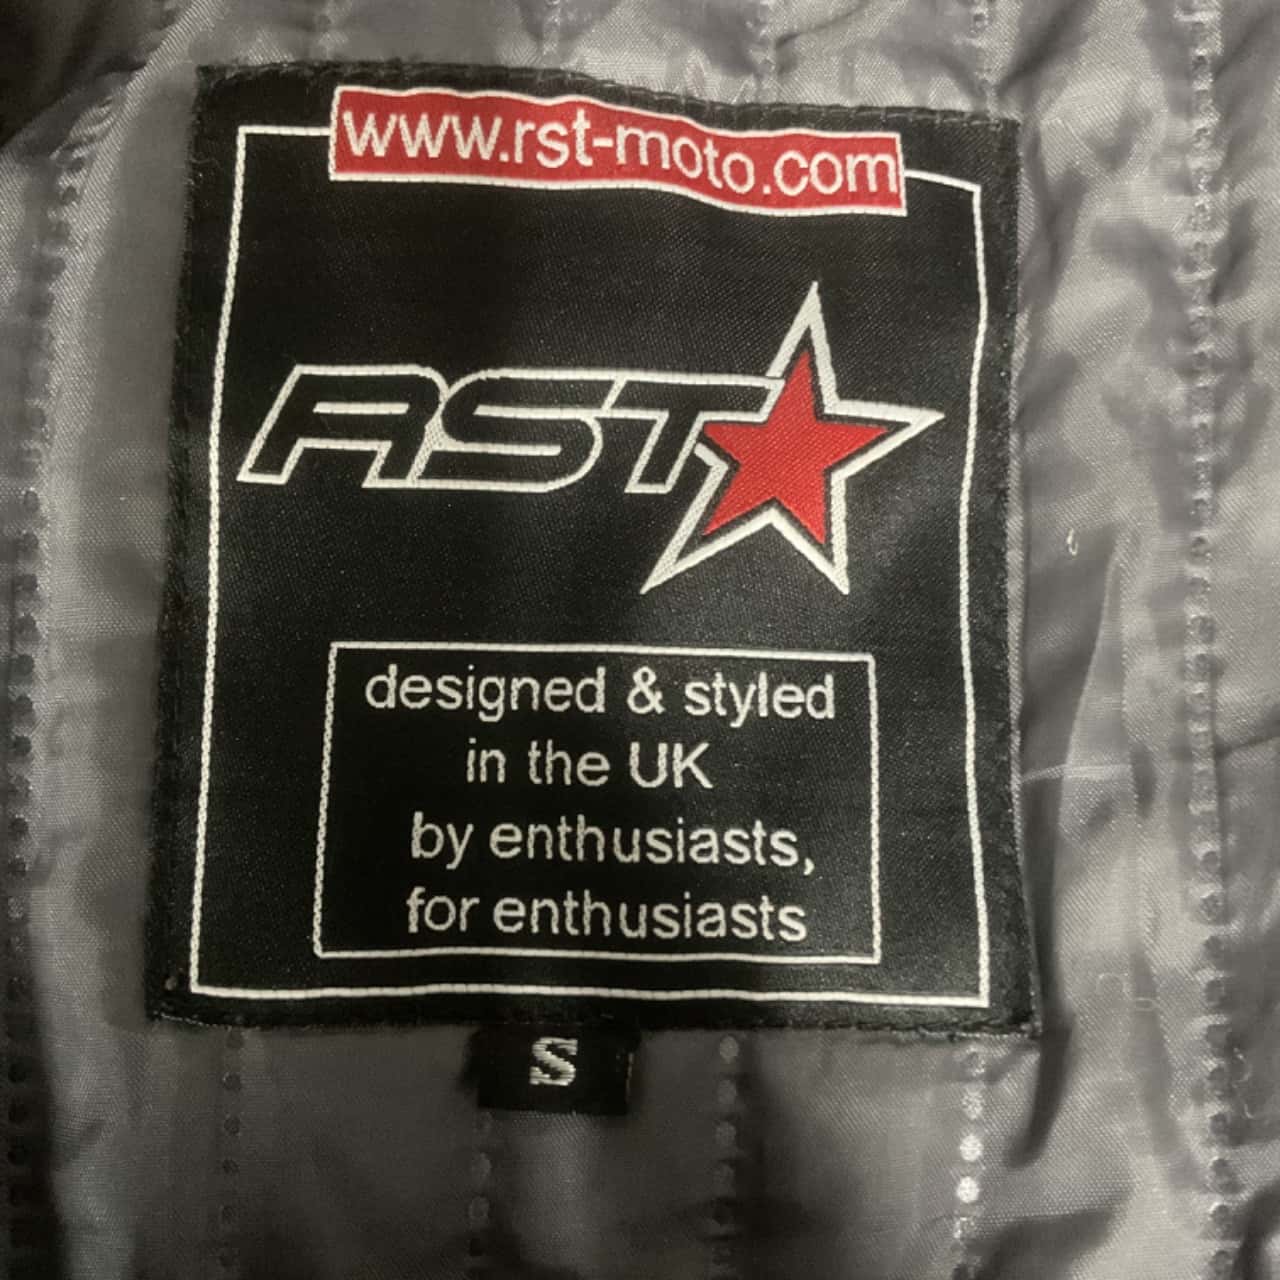 www.rst-moto.com
RST
designed & styled
in the UK
by enthusiasts,
for enthusiasts
S